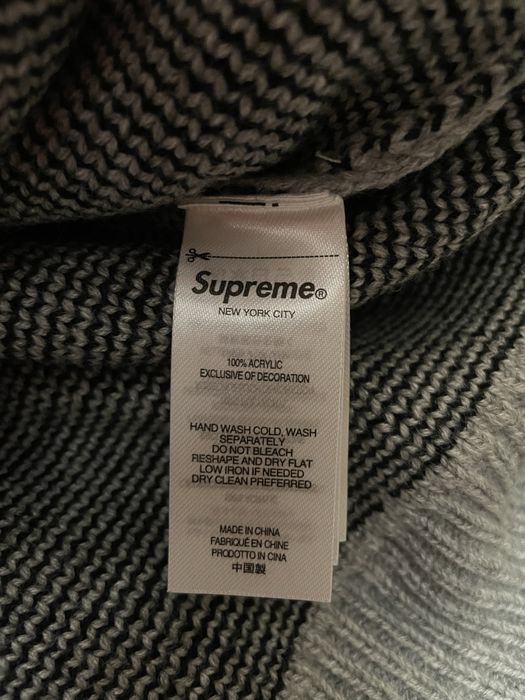 Supreme®
NEW YORK CITY
100% ACRYLIC
EXCLUSIVE OF DECORATION
HAND WASH COLD, WASH
SEPARATELY
DO NOT BLEACH
RESHAPE AND DRY FLAT
LOW IRON IF NEEDED
DRY CLEAN PREFERRED
MADE IN CHINA
FABRIQUÉ EN CHINE
PRODOTTO IN CINA
中国製